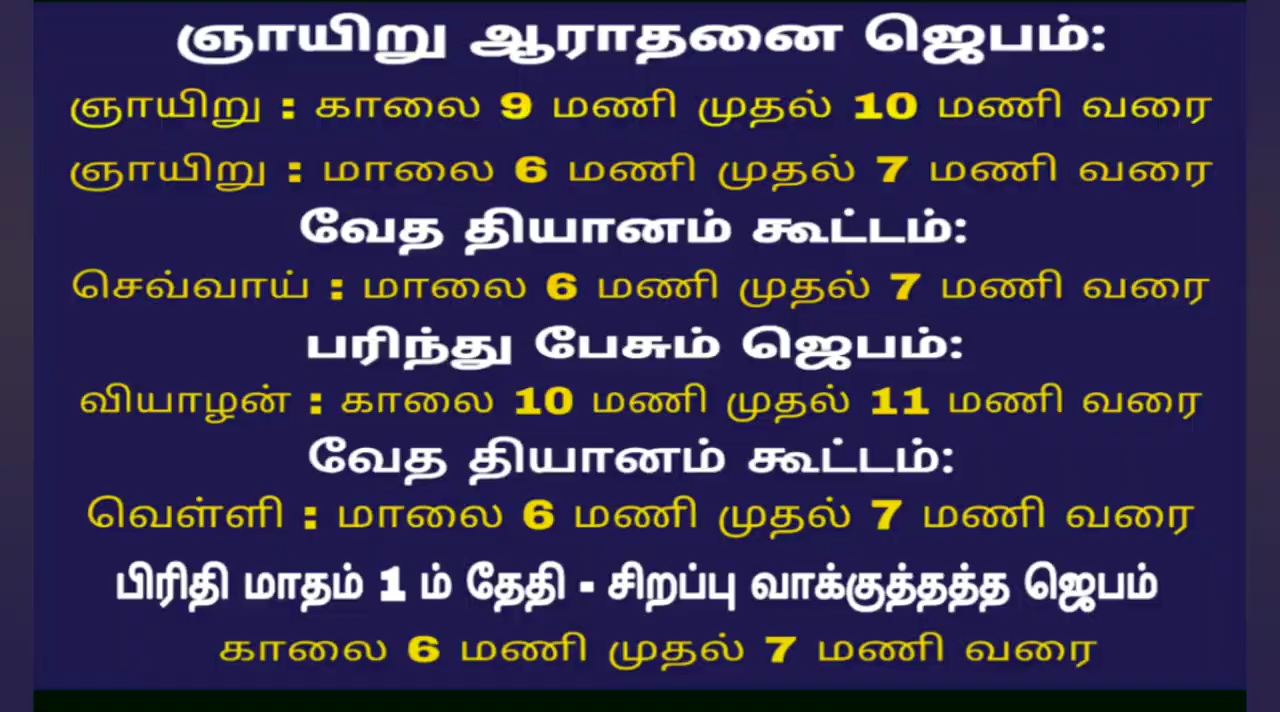 ஞாயிறு ஆராதனை ஜெபம்:
ஞாயிறு : காலை 9 மணி முதல் 10 மணி வரை
ஞாயிறு : மாலை 6 மணி முதல் 7 மணி வரை
வேத தியானம் கூட்டம்:
செவ்வாய் : மாலை 6 மணி முதல் 7 மணி வரை
பரிந்து பேசும் ஜெபம்:
வியாழன் : காலை 10 மணி முதல் 11 மணி வரை
வேத தியானம் கூட்டம்:
வெள்ளி : மாலை 6 மணி முதல் 7 மணி வரை
பிரிதி மாதம் 1 ம் தேதி - சிறப்பு வாக்குத்தத்த ஜெபம்
காலை 6 மணி முதல் 7 மணி வரை